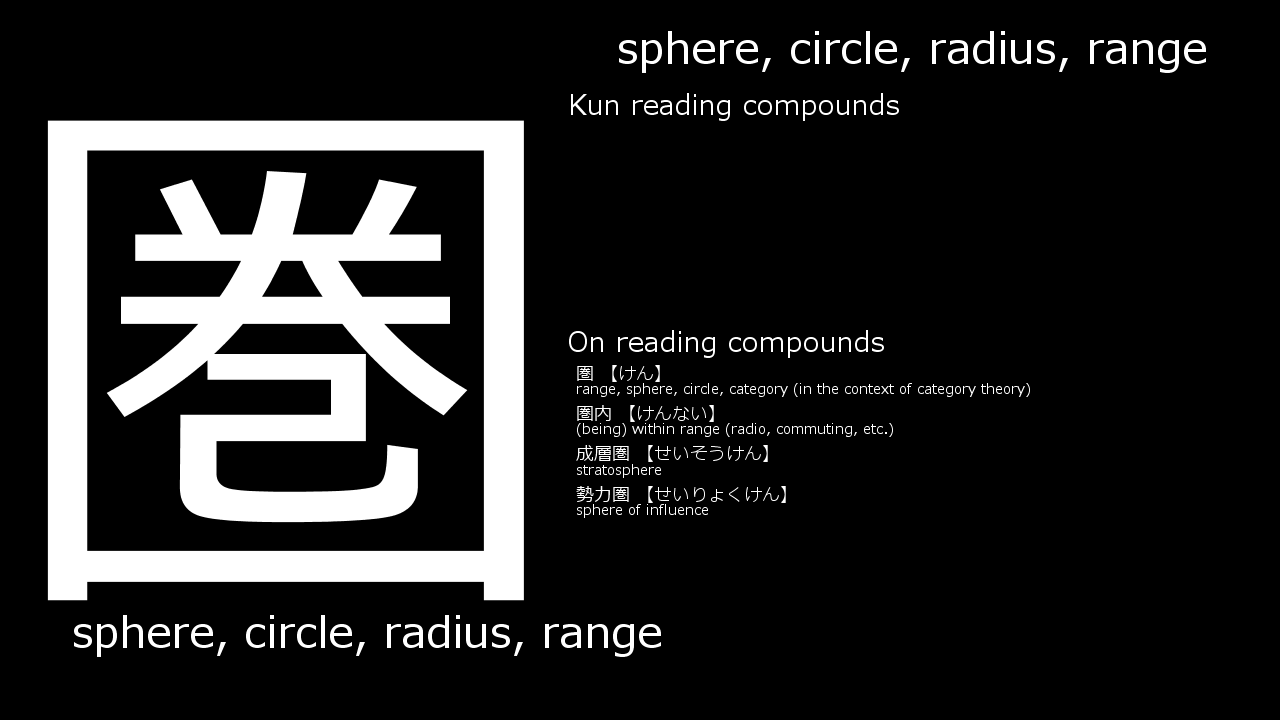 sphere, circle, radius, range
圏
Kun reading compounds
On reading compounds
圏 【けん】
range, sphere, circle, category (in the context of category theory)
圏内 【けんない】
(being) within range (radio, commuting, etc.)
成層圏 【せいそうけん】
stratosphere
勢力圏 【せいりょくけん】
sphere of influence
sphere, circle, radius, range